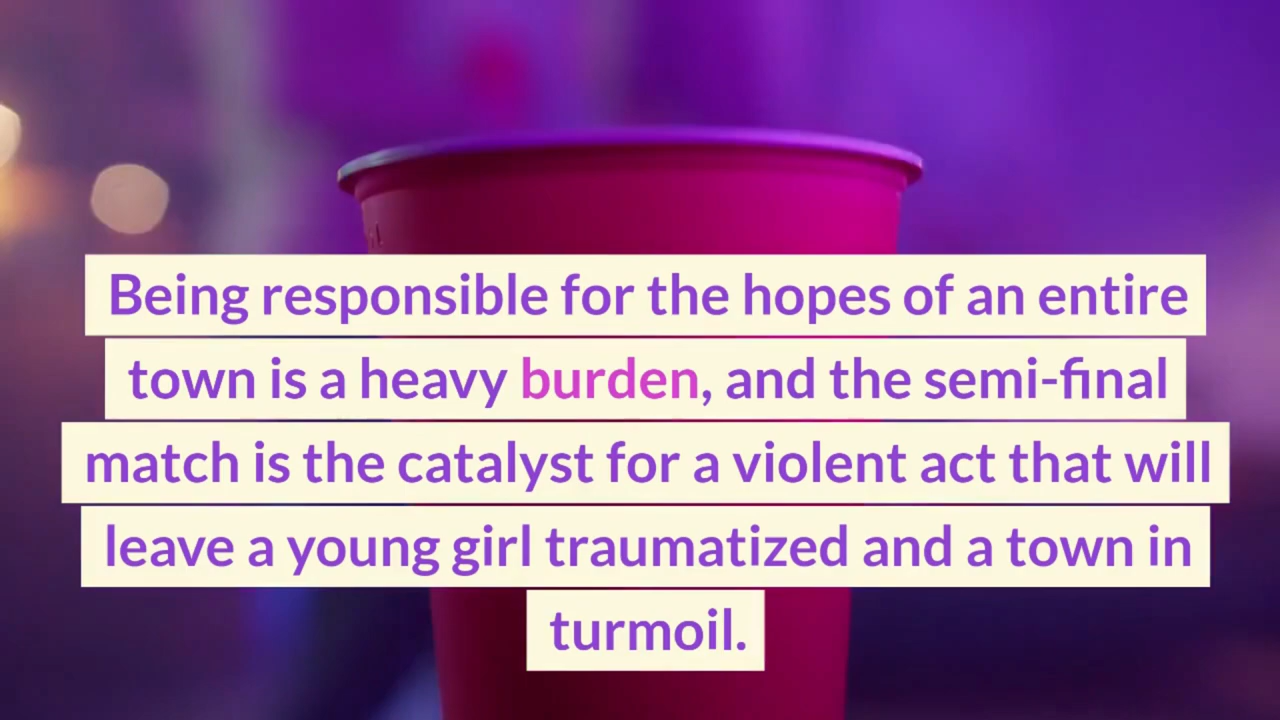 Being responsible for the hopes of an entire
town is a heavy burden, and the semi-final
match is the catalyst for a violent act that will
leave a young girl traumatized and a town in
turmoil.